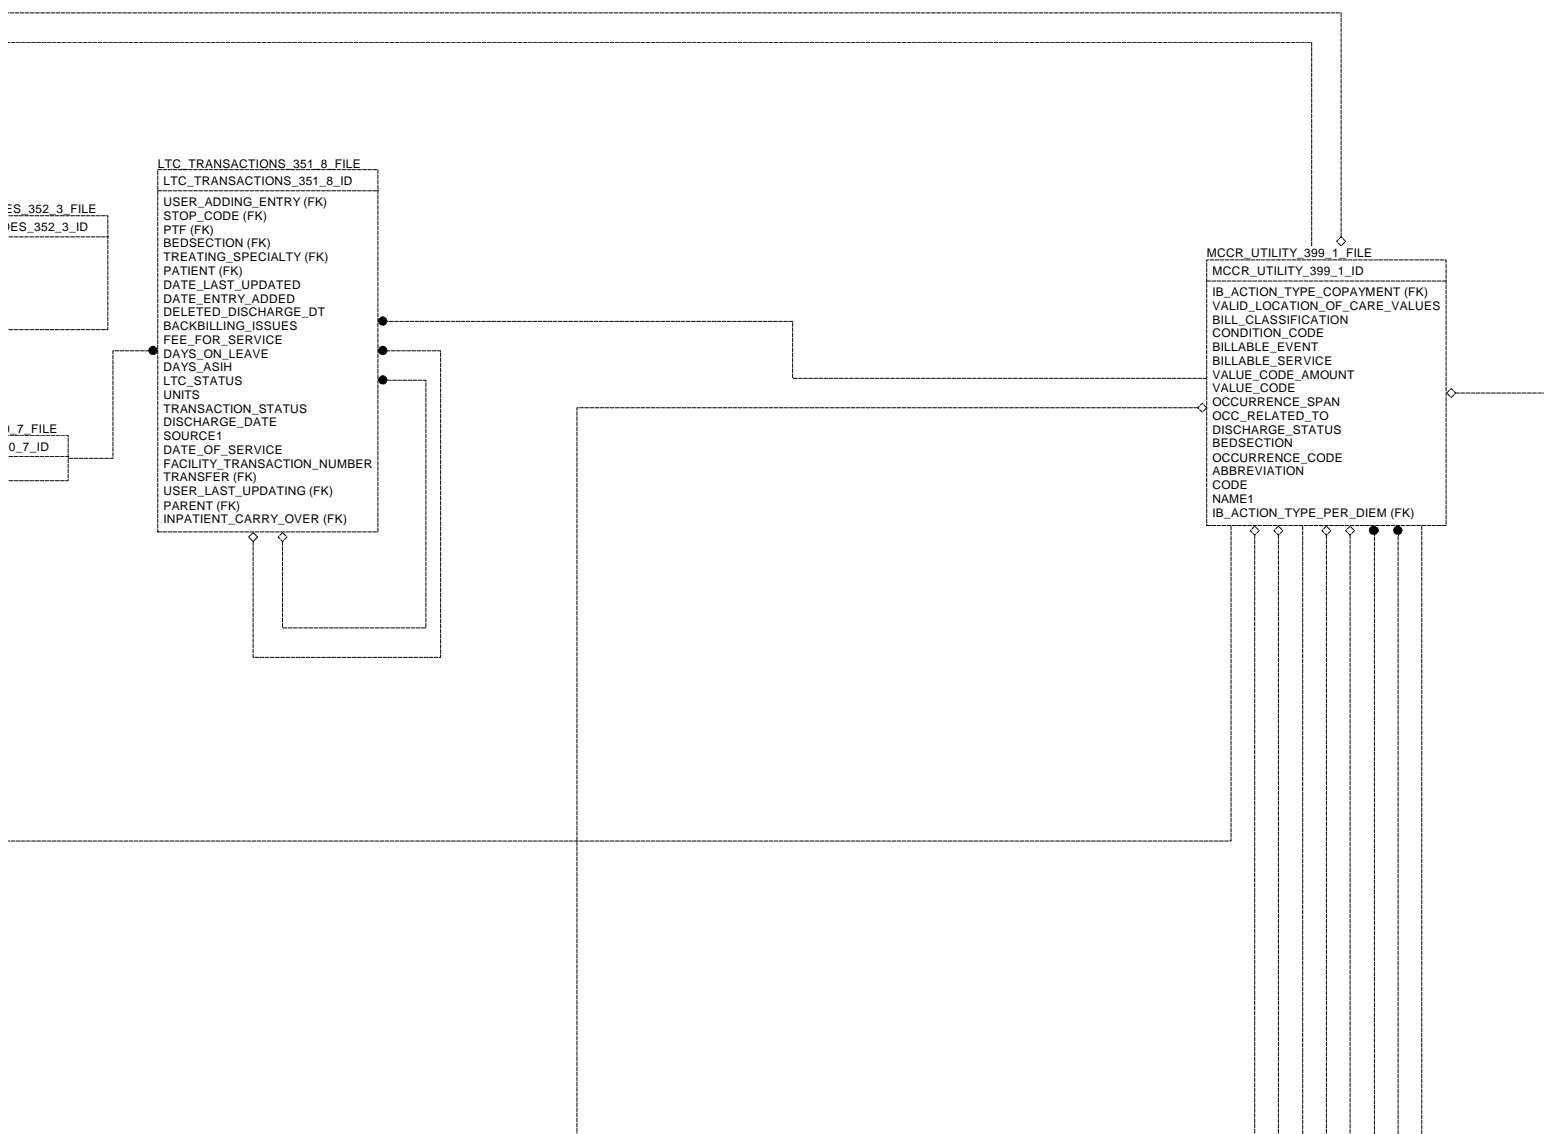 LTC_TRANSACTIONS_351_8_FILE
LTC_TRANSACTIONS_351_8_ID
USER_ADDING_ENTRY (FK)
STOP_CODE (FK)
PTF (FK)
BEDSECTION (FK)
TREATING_SPECIALTY (FK)
PATIENT (FK)
DATE_LAST_UPDATED
DATE_ENTRY_ADDED
DELETED_DISCHARGE_DT
BACKBILLING_ISSUES
FEE_FOR_SERVICE
DAYS_ON_LEAVE
DAYS_ASIH
LTC_STATUS
UNITS
TRANSACTION_STATUS
DISCHARGE_DATE
SOURCE1
DATE_OF_SERVICE
FACILITY_TRANSACTION_NUMBER
TRANSFER (FK)
USER_LAST_UPDATING (FK)
PARENT (FK)
INPATIENT_CARRY_OVER (FK)
ES_352_3_FILE
DES_352_3_ID
_7_FILE
0_7_ID
MCCR_UTILITY_399_1_FILE
MCCR_UTILITY_399_1_ID
IB_ACTION_TYPE_COPAYMENT (FK)
VALID_LOCATION_OF_CARE_VALUES
BILL_CLASSIFICATION
CONDITION_CODE
BILLABLE_EVENT
BILLABLE_SERVICE
VALUE_CODE_AMOUNT
VALUE_CODE
OCCURRENCE_SPAN
OCC_RELATED_TO
DISCHARGE_STATUS
BEDSECTION
OCCURRENCE_CODE
ABBREVIATION
CODE
NAME1
IB_ACTION_TYPE_PER_DIEM (FK)